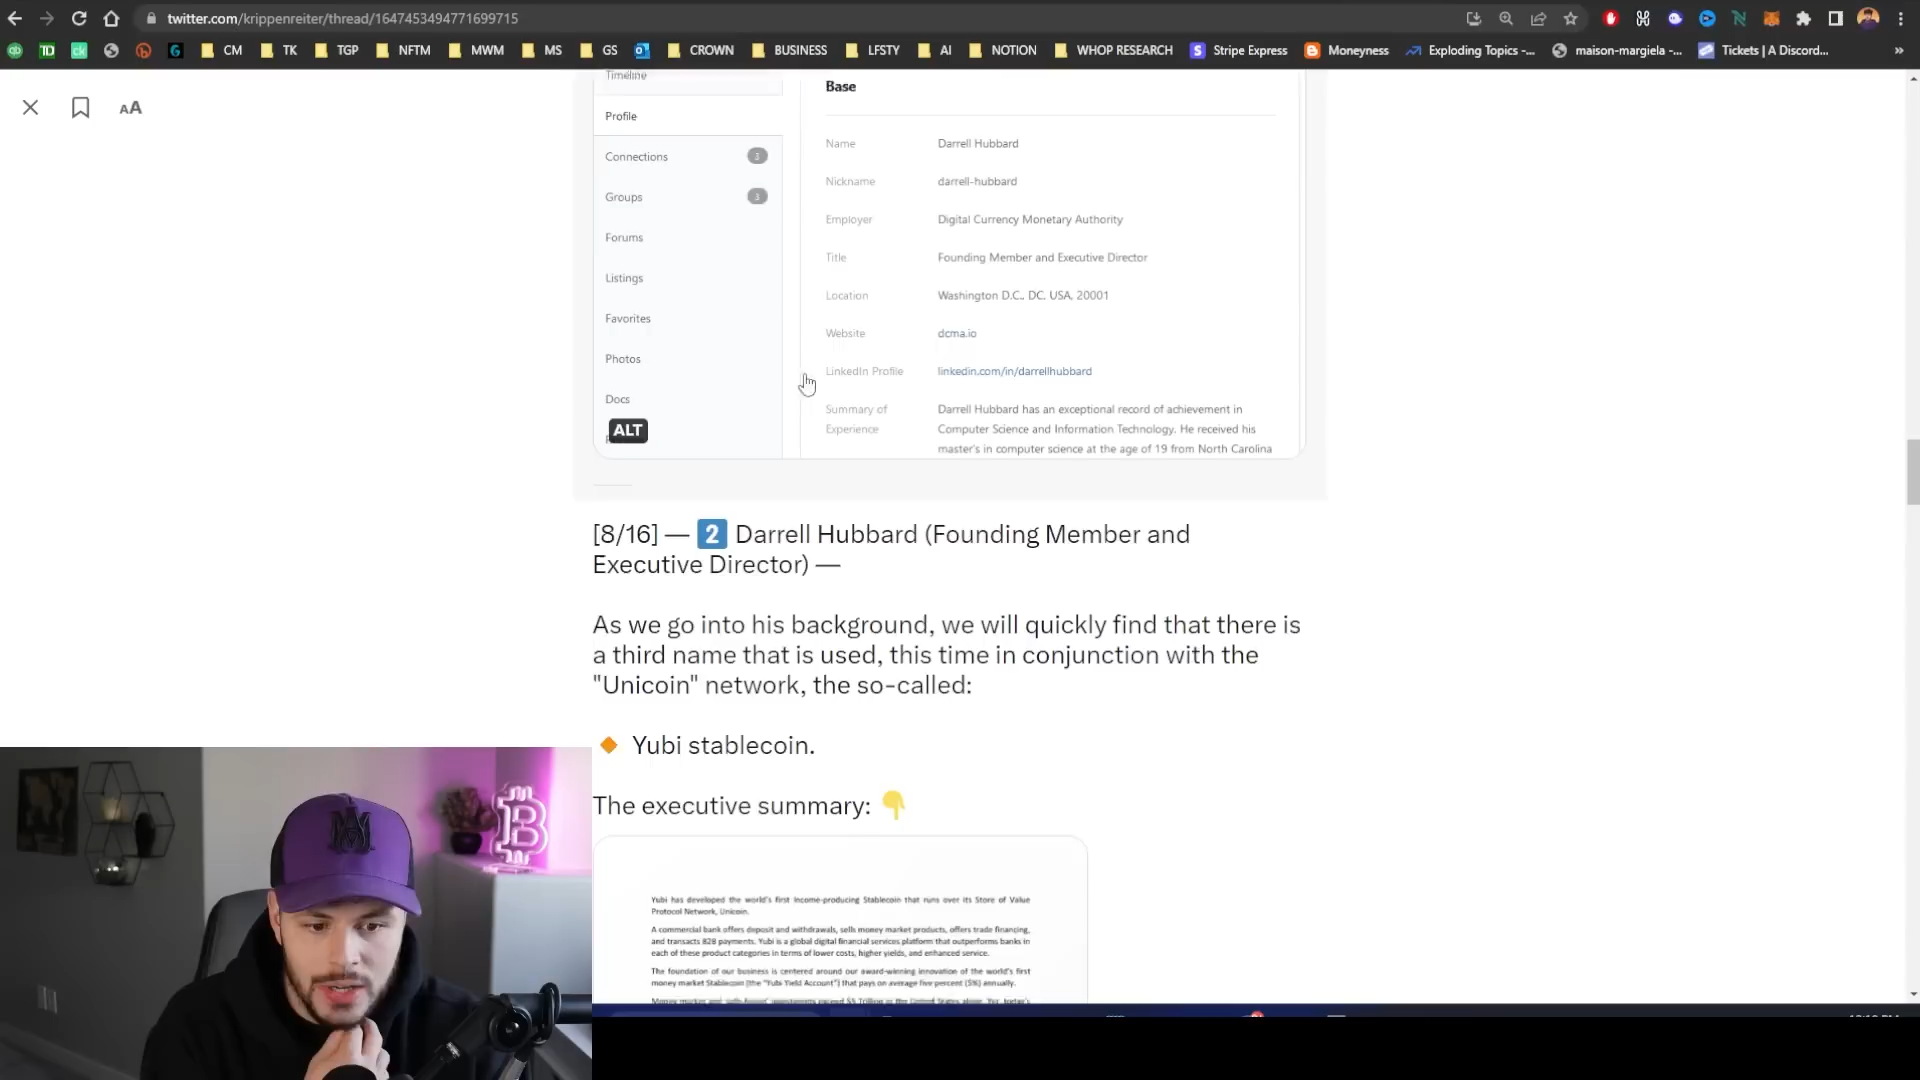 twitter.com/krippenreiter/thread/1647453494771699715
TD
CM
TK
TGP
NFTM
MWM
MS
GS
CROWN
BUSINESS
LFSTY
AI
NOTION
WHOP RESEARCH
Stripe Express
Moneyness
Exploding Topics -...
maison-margiela -...
Tickets | A Discord...
»
AA
Timeline
Profile
Connections 3
Groups 3
Forums
Listings
Favorites
Photos
Docs
ALT
Base
Name Darrell Hubbard
Nickname darrell-hubbard
Employer Digital Currency Monetary Authority
Title Founding Member and Executive Director
Location Washington D.C., DC, USA, 20001
Website dcma.io
LinkedIn Profile linkedin.com/in/darrellhubbard
Summary of Experience Darrell Hubbard has an exceptional record of achievement in
Computer Science and Information Technology. He received his
master's in computer science at the age of 19 from North Carolina
[8/16] — 2 Darrell Hubbard (Founding Member and
Executive Director) —
As we go into his background, we will quickly find that there is
a third name that is used, this time in conjunction with the
"Unicoin" network, the so-called:
Yubi stablecoin.
The executive summary:
Yubi has developed the world's first Income-producing Stablecoin that runs over its Store of Value
Protocol Network, Unicoin.
A commercial bank offers deposit and withdrawals, sells money market products, offers trade financing,
and transacts B2B payments. Yubi is a global digital financial services platform that outperforms banks in
each of these product categories in terms of lower costs, higher yields, and enhanced service.
The foundation of our business is centered around our award-winning innovation of the world's first
money market Stablecoin (the "Yubi Yield Account") that pays on average five percent (5%) annually.